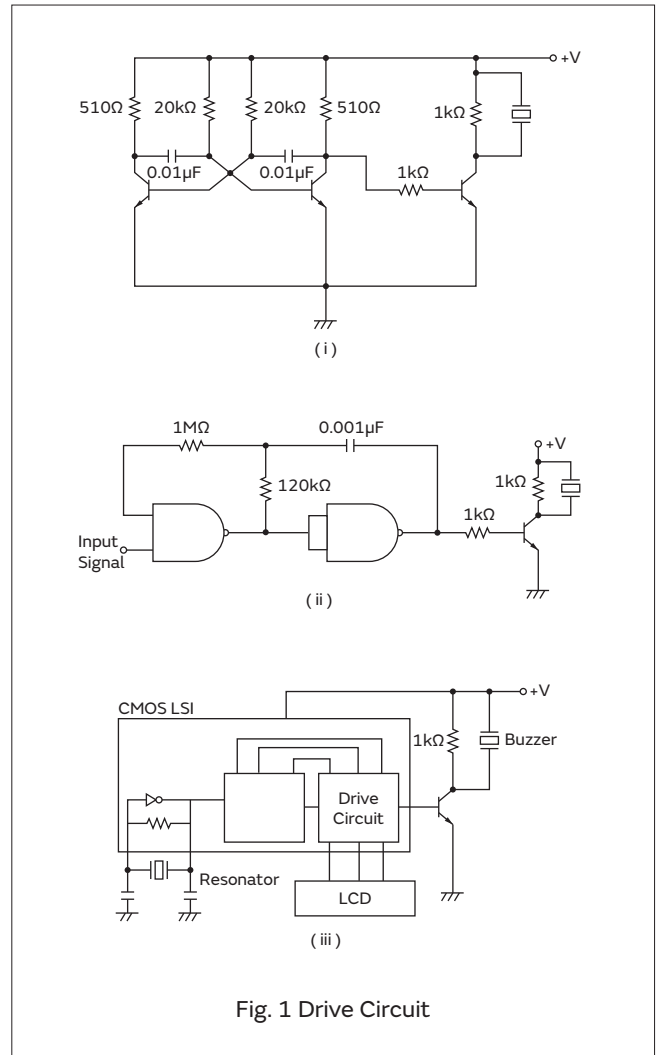 +V
510Ω 20kΩ 20kΩ 510Ω 1kΩ
0.01µF 0.01µF 1kΩ
( i )
1MΩ 0.001µF
+V
120kΩ 1kΩ
1kΩ
Input
Signal
( ii )
+V
CMOS LSI
1kΩ Buzzer
Drive
Circuit
Resonator
LCD
( iii )
Fig. 1 Drive Circuit